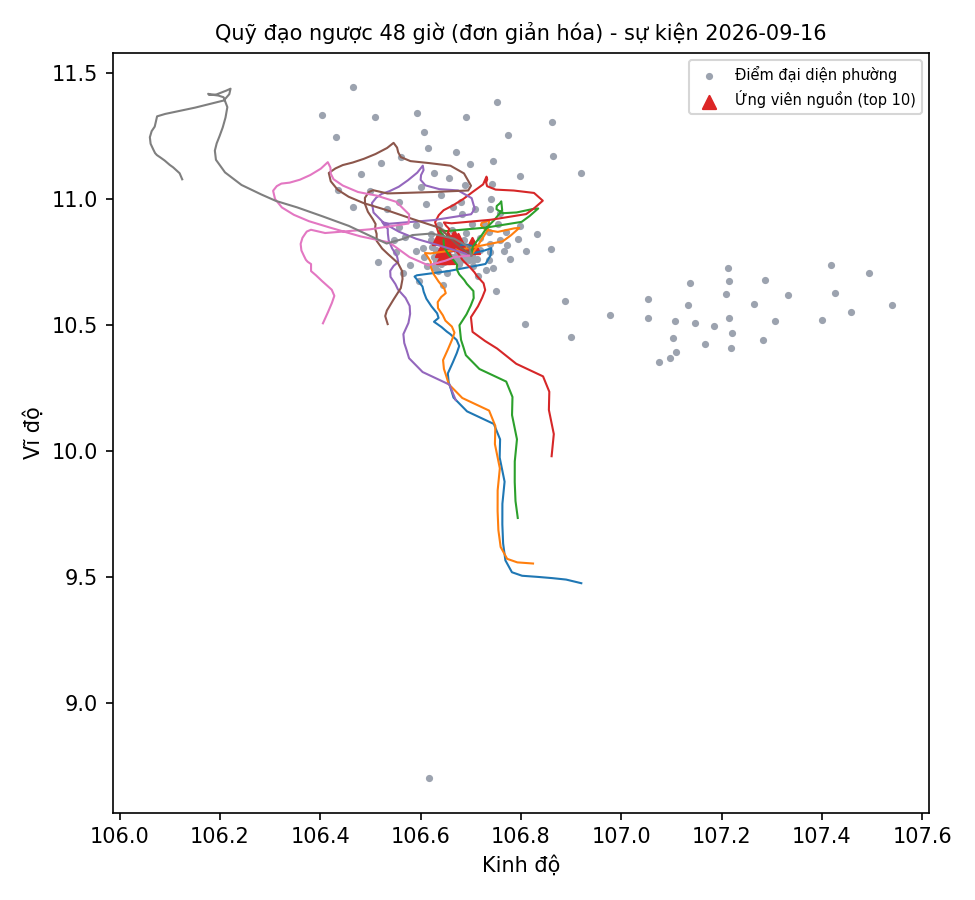 Quỹ đạo ngược 48 giờ (đơn giản hóa) - sự kiện 2026-09-16
Điểm đại diện phường
Ứng viên nguồn (top 10)
Vĩ độ
11.5
11.0
10.5
10.0
9.5
9.0
106.0 106.2 106.4 106.6 106.8 107.0 107.2 107.4 107.6
Kinh độ